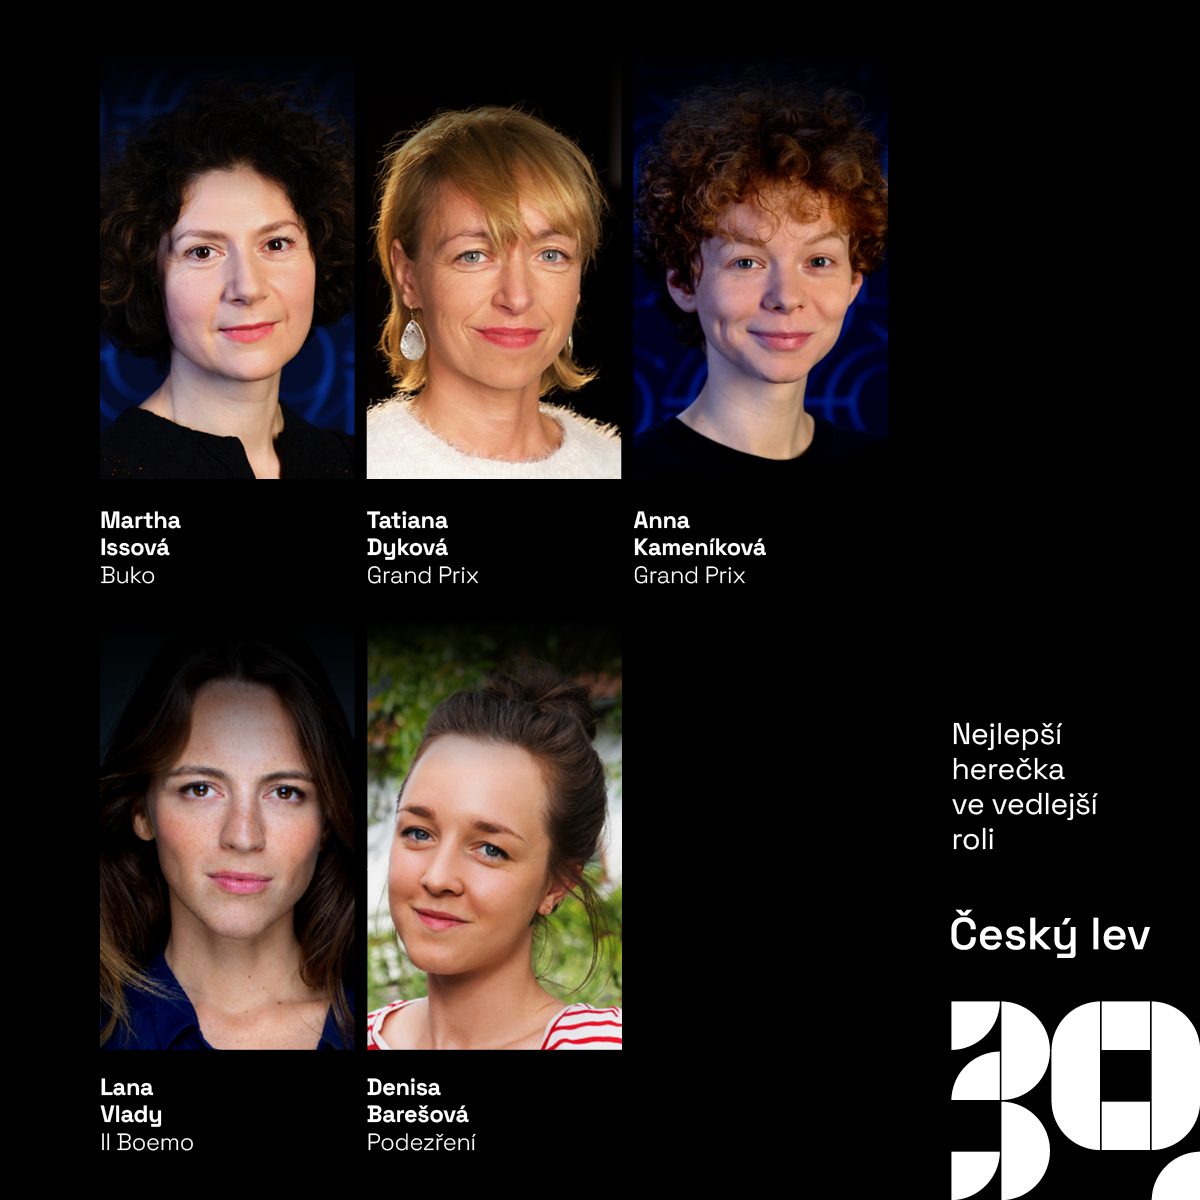 Martha
Issová
Buko
Tatiana
Dyková
Grand Prix
Anna
Kameníková
Grand Prix
Lana
Vlady
Il Boemo
Denisa
Barešová
Podezření
Nejlepší
herečka
ve vedlejší
roli
Český lev
30.